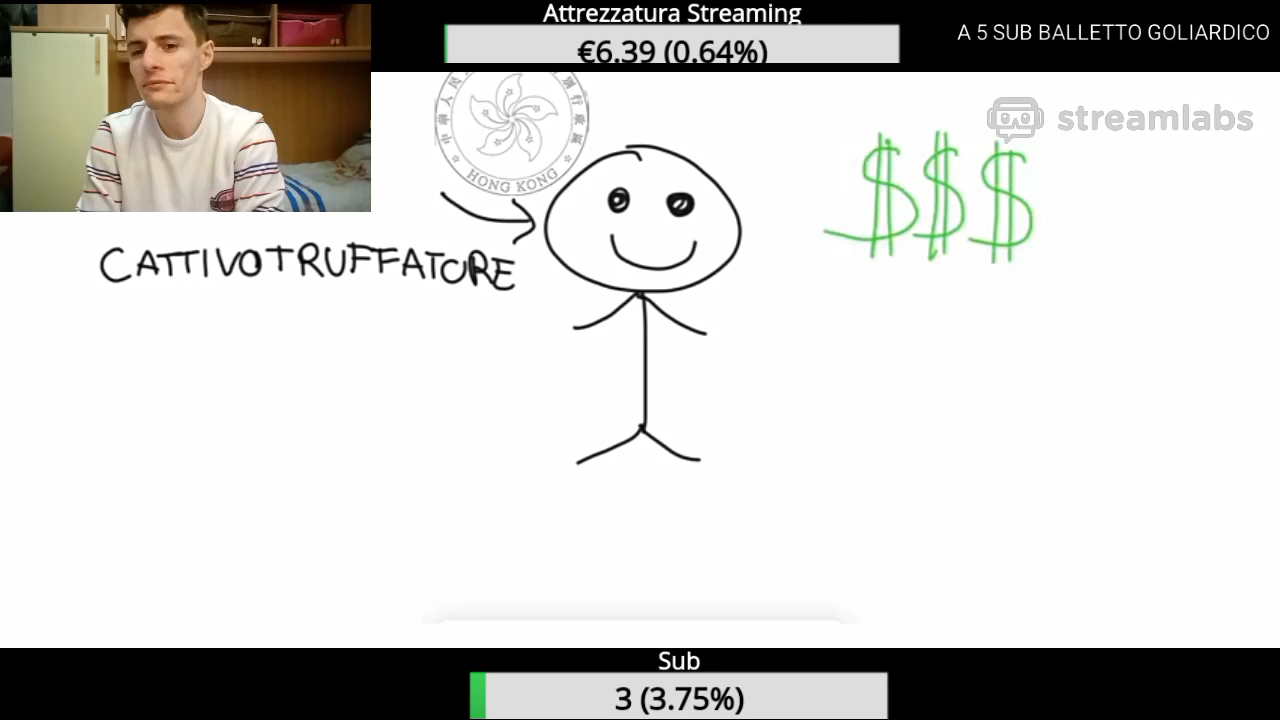 Attrezzatura Streaming
€6.39 (0.64%)
A 5 SUB BALLETTO GOLIARDICO
streamlabs
HONG KONG
CATTIVOTRUFFATORE
$$$
Sub
3 (3.75%)